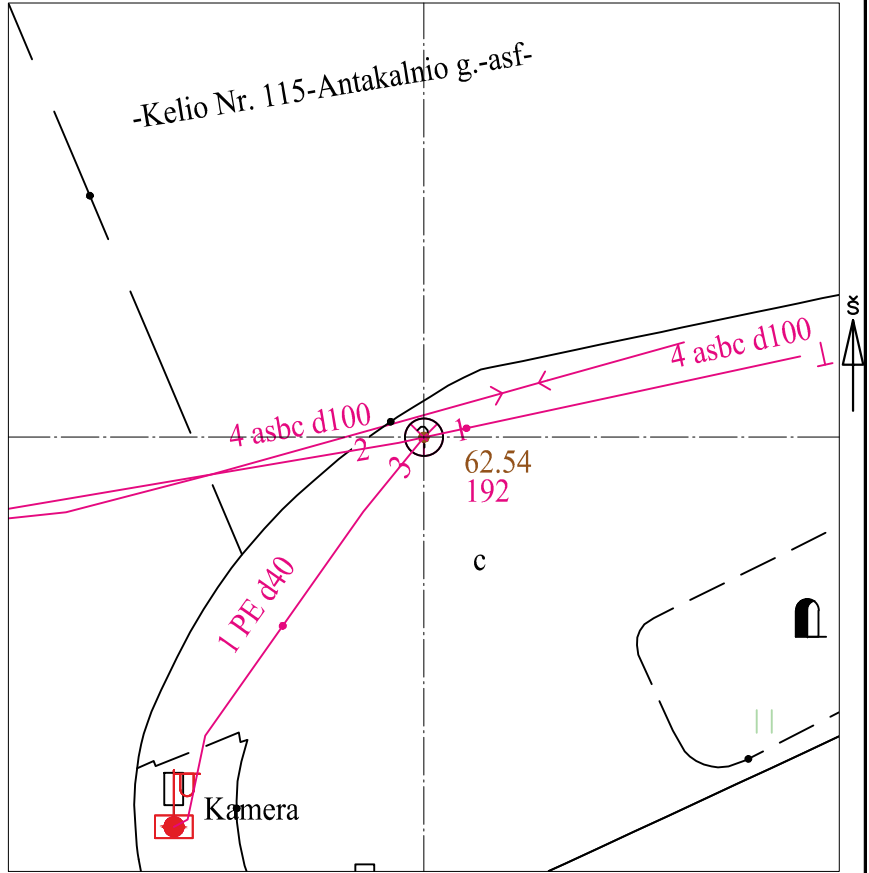 -Kelio Nr. 115-Antakalnio g.-asf-
Š
4 asbc d100
4 asbc d100
1
2
3
62.54
192
c
1 PE d40
Kamera